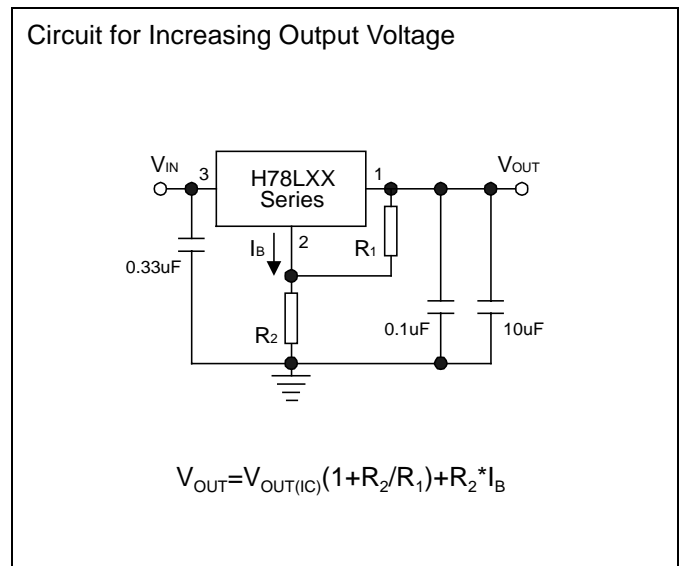 Circuit for Increasing Output Voltage
VIN
3
H78LXX
Series
1
VOUT
IB
2
R1
0.33uF
R2
0.1uF
10uF
VOUT=VOUT(IC)(1+R2/R1)+R2*IB